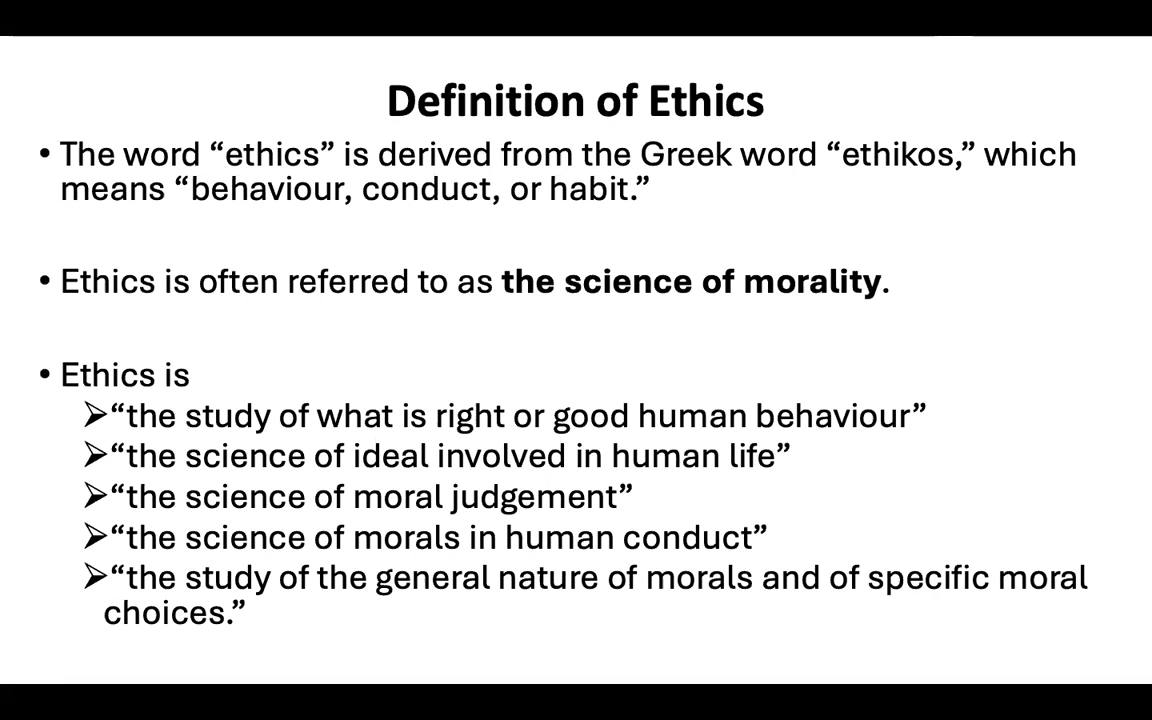 Definition of Ethics
• The word “ethics” is derived from the Greek word “ethikos,” which
means “behaviour, conduct, or habit.”
• Ethics is often referred to as the science of morality.
• Ethics is
➢“the study of what is right or good human behaviour”
➢“the science of ideal involved in human life”
➢“the science of moral judgement”
➢“the science of morals in human conduct”
➢“the study of the general nature of morals and of specific moral
choices.”